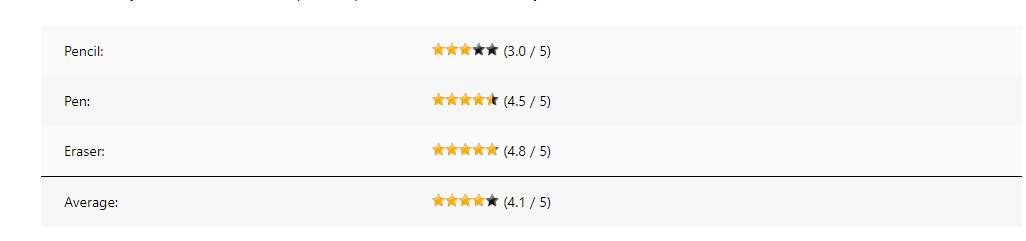 Pencil: (3.0 / 5)
Pen: (4.5 / 5)
Eraser: (4.8 / 5)
Average: (4.1 / 5)